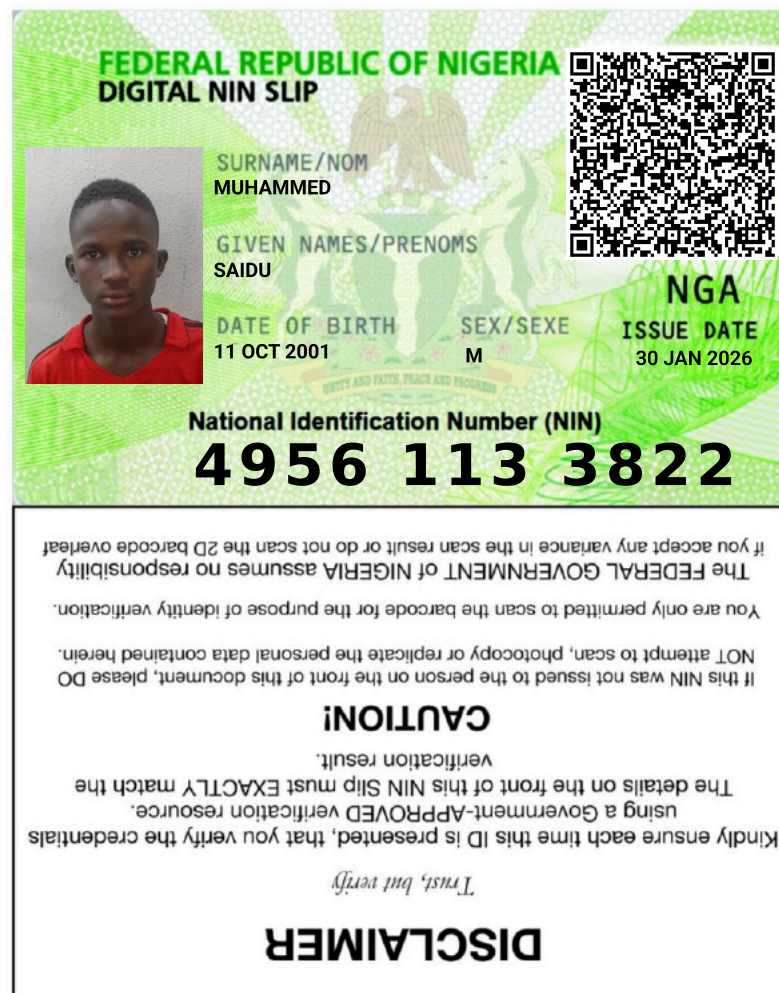 FEDERAL REPUBLIC OF NIGERIA
DIGITAL NIN SLIP
SURNAME/NOM
MUHAMMED
GIVEN NAMES/PRENOMS
SAIDU
DATE OF BIRTH
11 OCT 2001
SEX/SEXE
M
NGA
ISSUE DATE
30 JAN 2026
UNITY AND FAITH, PEACE AND PROGRESS
National Identification Number (NIN)
4956 113 3822
DISCLAIMER
Trust, but verify
Kindly ensure each time this ID is presented, that you verify the credentials
using a Government-APPROVED verification resource.
The details on the front of this NIN Slip must EXACTLY match the
verification result.
CAUTION!
If this NIN was not issued to the person on the front of this document, please DO
NOT attempt to scan, photocopy or replicate the personal data contained herein.
You are only permitted to scan the barcode for the purpose of identity verification.
The FEDERAL GOVERNMENT of NIGERIA assumes no responsibility
if you accept any variance in the scan result or do not scan the 2D barcode overleaf